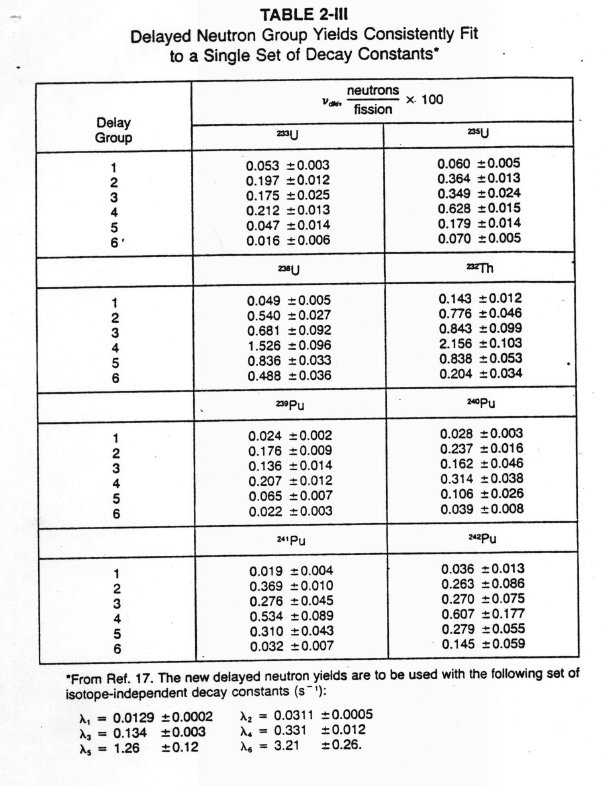 TABLE 2-III
Delayed Neutron Group Yields Consistently Fit
to a Single Set of Decay Constants*
Delay
Group
νdki, neutrons/fission × 100
²³³U ²³⁵U
1 0.053 ±0.003 0.060 ±0.005
2 0.197 ±0.012 0.364 ±0.013
3 0.175 ±0.025 0.349 ±0.024
4 0.212 ±0.013 0.628 ±0.015
5 0.047 ±0.014 0.179 ±0.014
6 0.016 ±0.006 0.070 ±0.005
²³⁸U ²³²Th
1 0.049 ±0.005 0.143 ±0.012
2 0.540 ±0.027 0.776 ±0.046
3 0.681 ±0.092 0.843 ±0.099
4 1.526 ±0.096 2.156 ±0.103
5 0.836 ±0.033 0.838 ±0.053
6 0.488 ±0.036 0.204 ±0.034
²³⁹Pu ²⁴⁰Pu
1 0.024 ±0.002 0.028 ±0.003
2 0.176 ±0.009 0.237 ±0.016
3 0.136 ±0.014 0.162 ±0.046
4 0.207 ±0.012 0.314 ±0.038
5 0.065 ±0.007 0.106 ±0.026
6 0.022 ±0.003 0.039 ±0.008
²⁴¹Pu ²⁴²Pu
1 0.019 ±0.004 0.036 ±0.013
2 0.369 ±0.010 0.263 ±0.086
3 0.276 ±0.045 0.270 ±0.075
4 0.534 ±0.089 0.607 ±0.177
5 0.310 ±0.043 0.279 ±0.055
6 0.032 ±0.007 0.145 ±0.059
*From Ref. 17. The new delayed neutron yields are to be used with the following set of
isotope-independent decay constants (s⁻¹):
λ₁ = 0.0129 ±0.0002 λ₂ = 0.0311 ±0.0005
λ₃ = 0.134 ±0.003 λ₄ = 0.331 ±0.012
λ₅ = 1.26 ±0.12 λ₆ = 3.21 ±0.26.